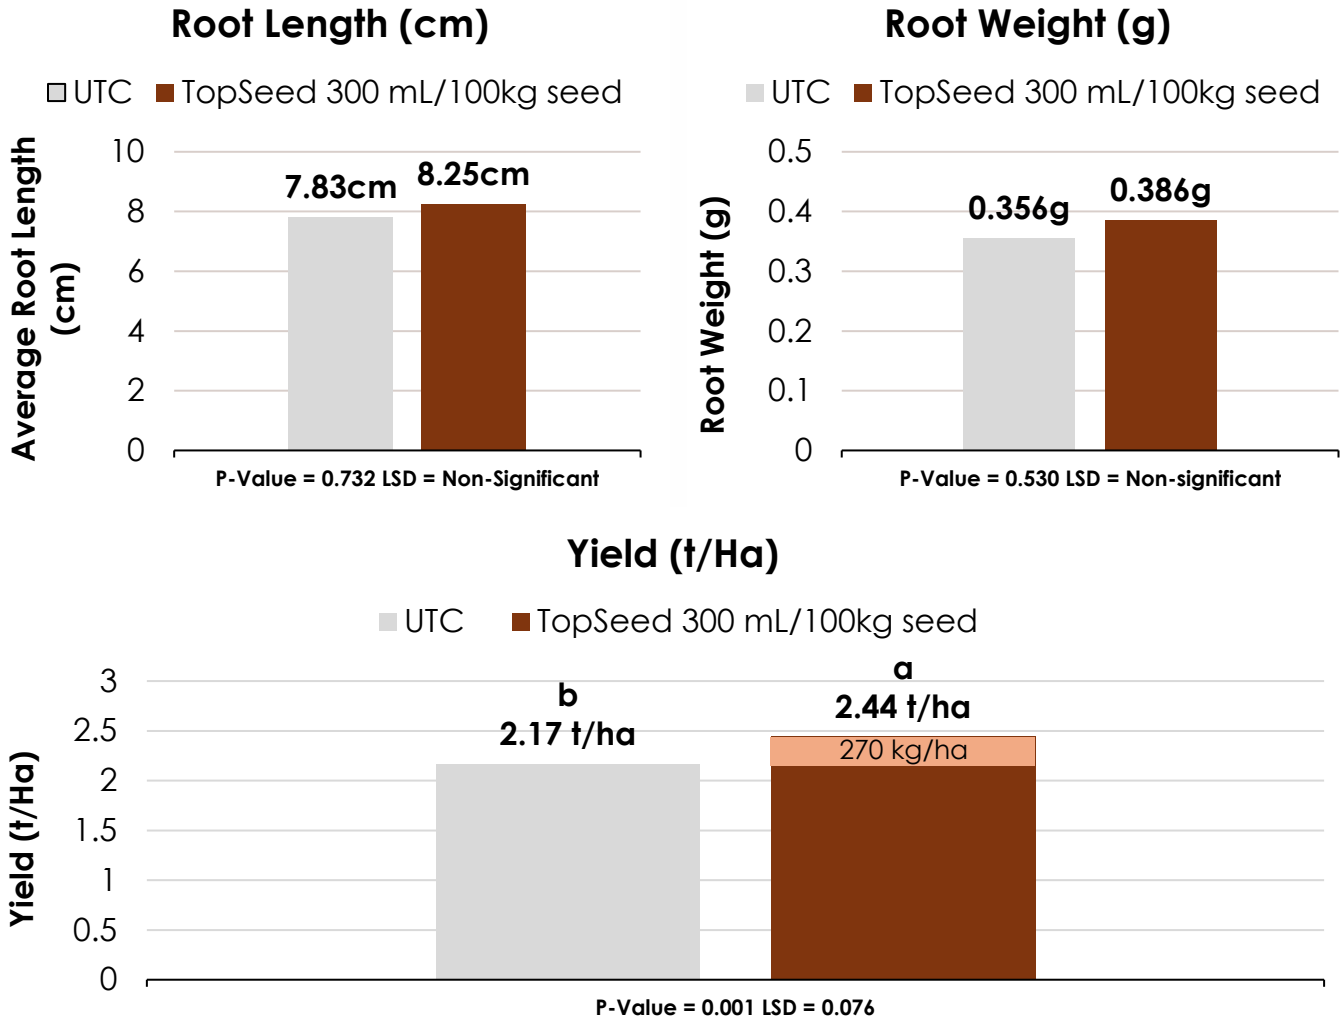 Root Length (cm)
UTC TopSeed 300 mL/100kg seed
Average Root Length
(cm)
10
8
6
4
2
0
7.83cm 8.25cm
P-Value = 0.732 LSD = Non-Significant
Root Weight (g)
UTC TopSeed 300 mL/100kg seed
Root Weight (g)
0.5
0.4
0.3
0.2
0.1
0
0.356g 0.386g
P-Value = 0.530 LSD = Non-significant
Yield (t/Ha)
UTC TopSeed 300 mL/100kg seed
Yield (t/Ha)
3
2.5
2
1.5
1
0.5
0
b
2.17 t/ha
a
2.44 t/ha
270 kg/ha
P-Value = 0.001 LSD = 0.076